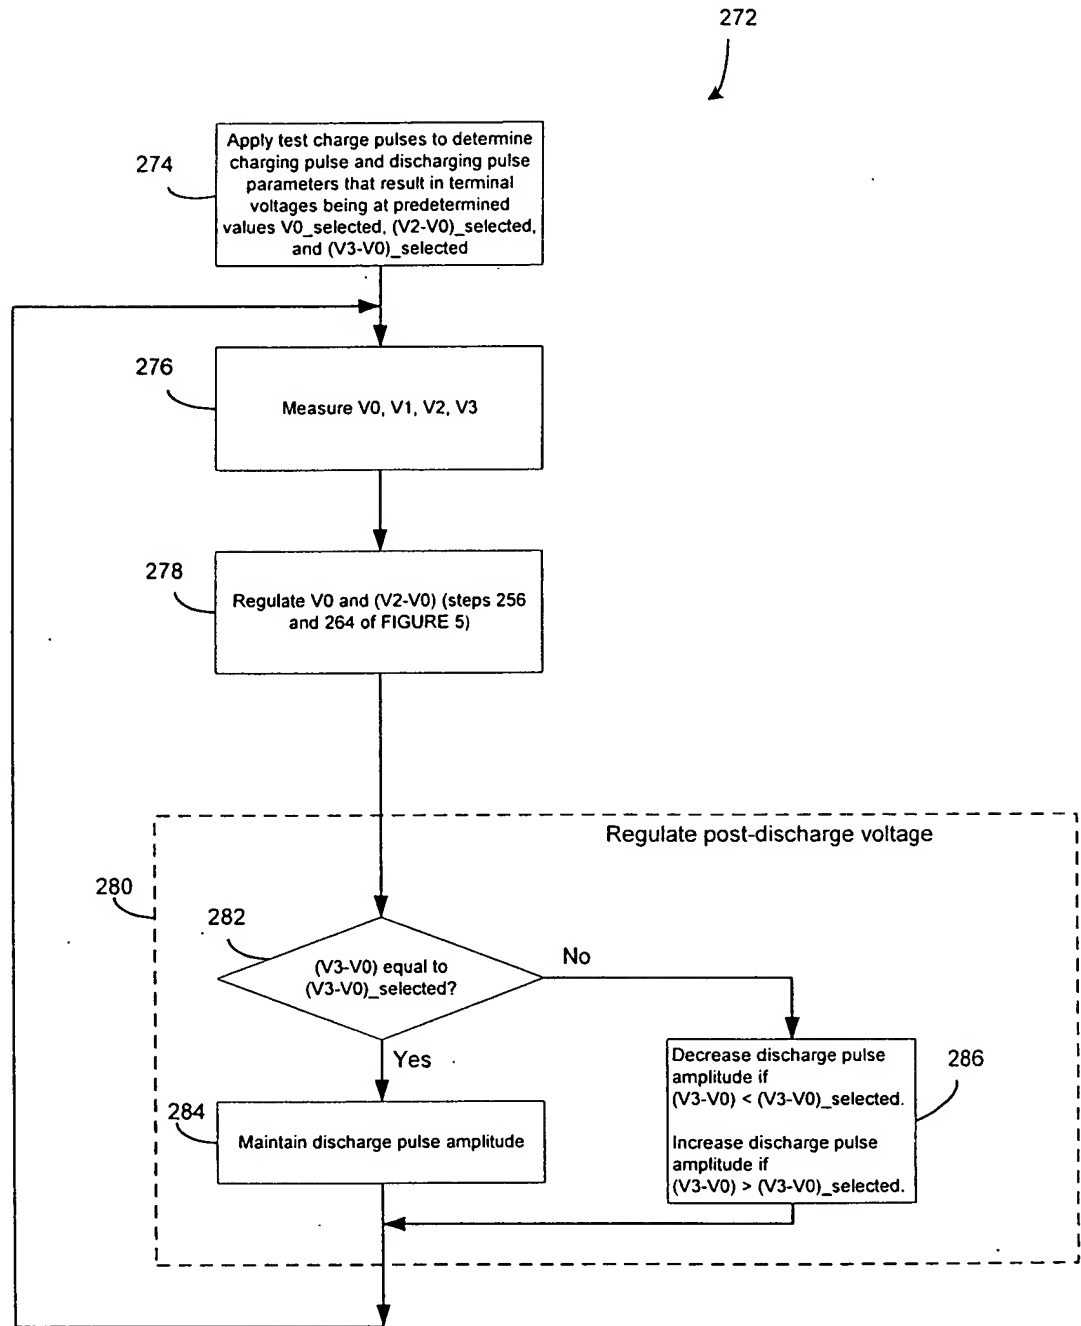 272
274
Apply test charge pulses to determine
charging pulse and discharging pulse
parameters that result in terminal
voltages being at predetermined
values V0_selected, (V2-V0)_selected,
and (V3-V0)_selected
276
Measure V0, V1, V2, V3
278
Regulate V0 and (V2-V0) (steps 256
and 264 of FIGURE 5)
Regulate post-discharge voltage
280
282
(V3-V0) equal to
(V3-V0)_selected?
No
Yes
284
Maintain discharge pulse amplitude
286
Decrease discharge pulse
amplitude if
(V3-V0) < (V3-V0)_selected.
Increase discharge pulse
amplitude if
(V3-V0) > (V3-V0)_selected.